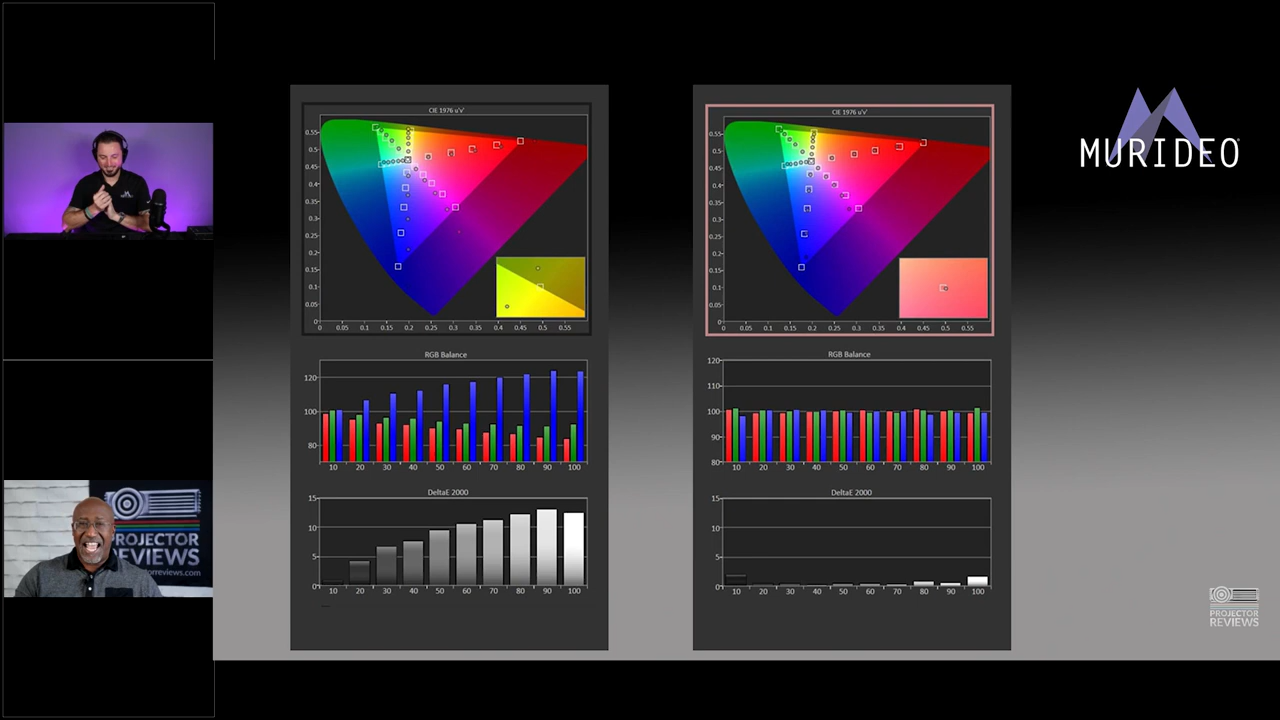 CIE 1976 u'v'
0.55
0.5
0.45
0.4
0.35
0.3
0.25
0.2
0.15
0.1
0.05
0
0 0.05 0.1 0.15 0.2 0.25 0.3 0.35 0.4 0.45 0.5 0.55
RGB Balance
120
100
80
10 20 30 40 50 60 70 80 90 100
DeltaE 2000
15
10
5
0
10 20 30 40 50 60 70 80 90 100
CIE 1976 u'v'
0.55
0.5
0.45
0.4
0.35
0.3
0.25
0.2
0.15
0.1
0.05
0
0 0.05 0.1 0.15 0.2 0.25 0.3 0.35 0.4 0.45 0.5 0.55
RGB Balance
120
110
100
90
80
10 20 30 40 50 60 70 80 90 100
DeltaE 2000
15
10
5
0
10 20 30 40 50 60 70 80 90 100
MURIDEO
PROJECTOR
REVIEWS
PROJECTOR
REVIEWS